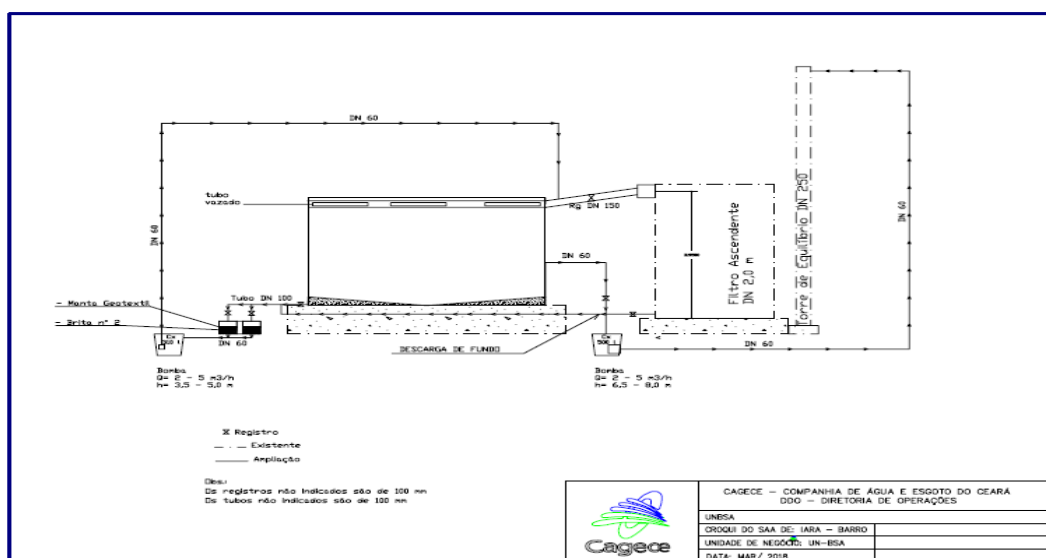 DN 60
DN 60
tubo
vazado
Rg DN 150
DN 60
Filtro Ascendente
DN 2,0 m
Torre de Equilíbrio DN 250
DN 60
- Manta Geotextil
- Brita n° 2
Tubo DN 100
DN 60
DESCARGA DE FUNDO
DN 60
Bomba
Q= 2 - 5 m3/h
h= 3,5 - 5,0 m
Bomba
Q= 2 - 5 m3/h
h= 6,5 - 8,0 m
Registro
Existente
Ampliação
Obs.:
Os registros não indicados são de 100 mm
Os tubos não indicados são de 100 mm
Cagece
CAGECE - COMPANHIA DE ÁGUA E ESGOTO DO CEARÁ
DDO - DIRETORIA DE OPERAÇÕES
UNBSA
CROQUI DO SAA DE: IARA - BARRO
UNIDADE DE NEGÓCIO: UN-BSA
DATA: MAR/ 2018